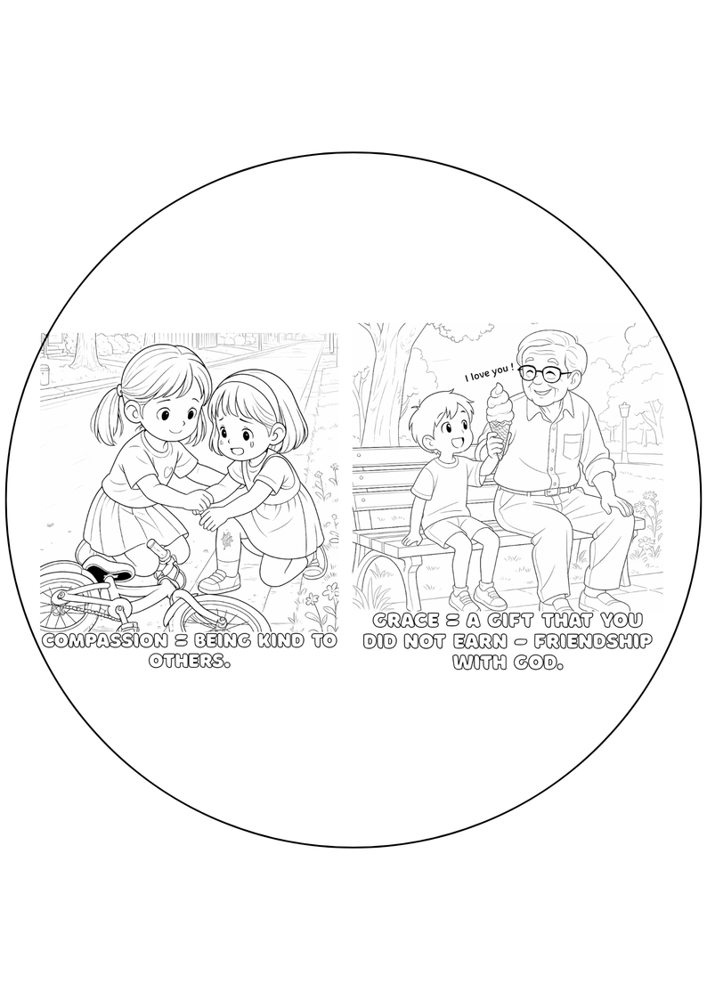 I love you !
COMPASSION = BEING KIND TO
OTHERS.
GRACE = A GIFT THAT YOU
DID NOT EARN - FRIENDSHIP
WITH GOD.